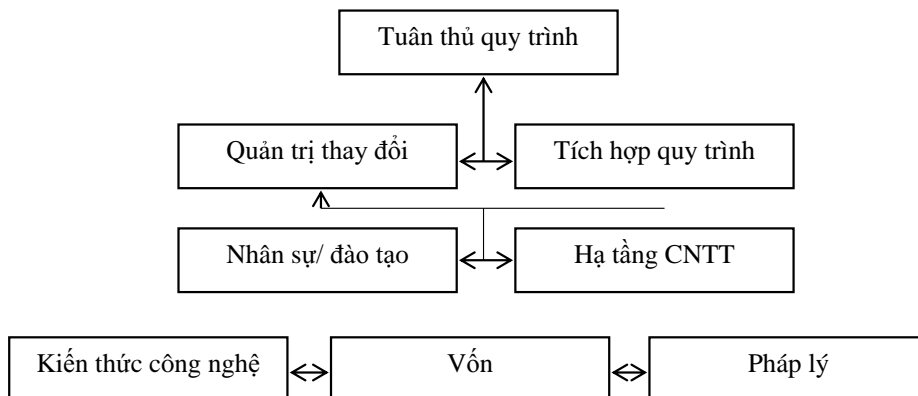 Tuân thủ quy trình
Quản trị thay đổi
Tích hợp quy trình
Nhân sự/ đào tạo
Hạ tầng CNTT
Kiến thức công nghệ
Vốn
Pháp lý